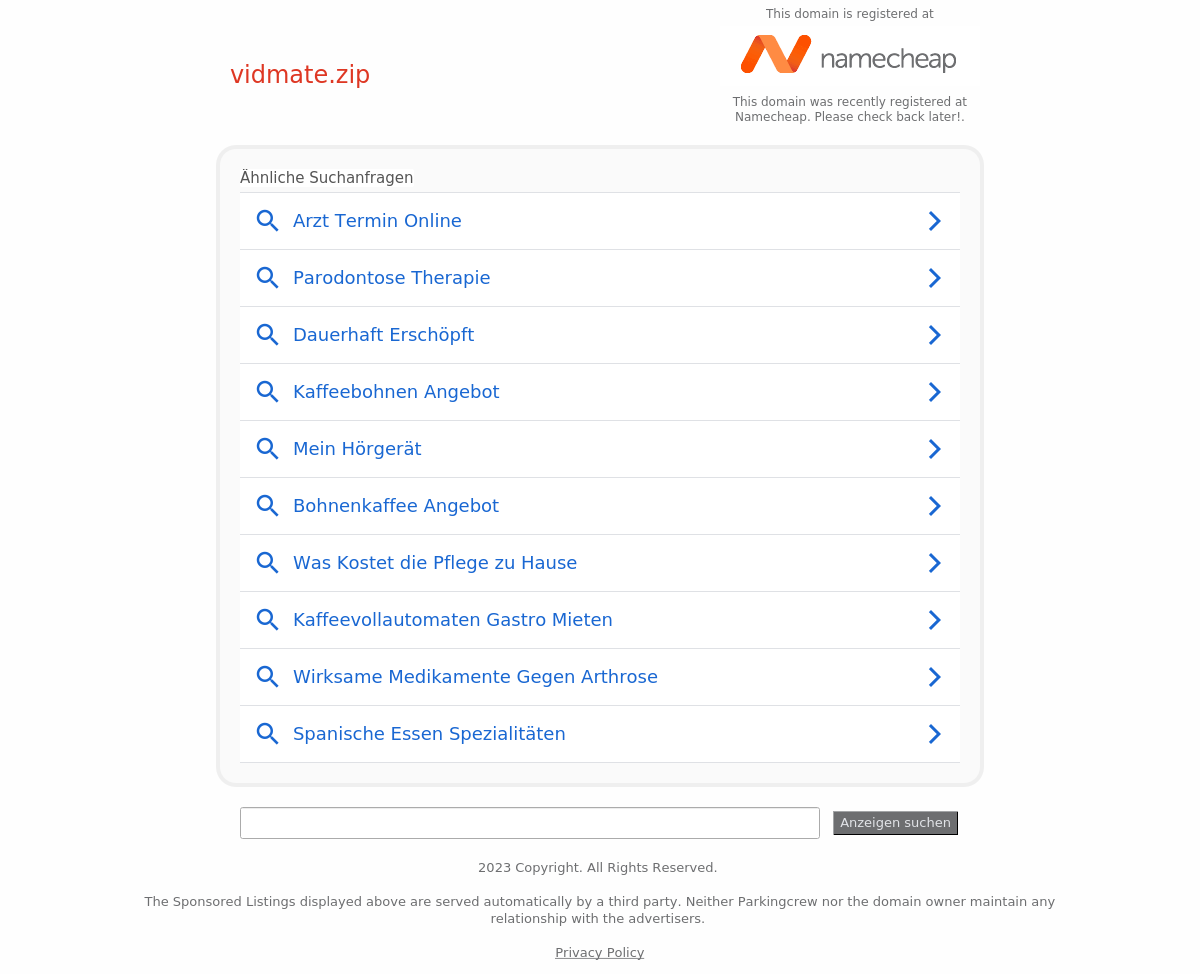 This domain is registered at
namecheap
vidmate.zip
This domain was recently registered at
Namecheap. Please check back later!.
Ähnliche Suchanfragen
Arzt Termin Online
Parodontose Therapie
Dauerhaft Erschöpft
Kaffeebohnen Angebot
Mein Hörgerät
Bohnenkaffee Angebot
Was Kostet die Pflege zu Hause
Kaffeevollautomaten Gastro Mieten
Wirksame Medikamente Gegen Arthrose
Spanische Essen Spezialitäten
Anzeigen suchen
2023 Copyright. All Rights Reserved.
The Sponsored Listings displayed above are served automatically by a third party. Neither Parkingcrew nor the domain owner maintain any
relationship with the advertisers.
Privacy Policy